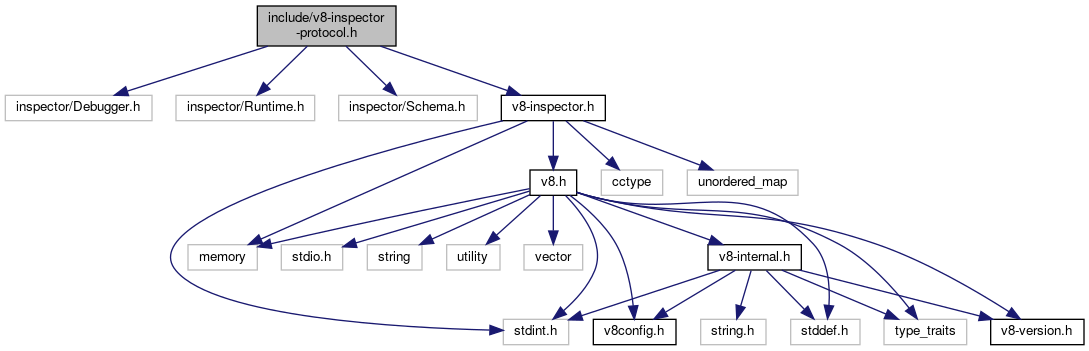 include/v8-inspector
-protocol.h
inspector/Debugger.h
inspector/Runtime.h
inspector/Schema.h
v8-inspector.h
v8.h
cctype
unordered_map
memory
stdio.h
string
utility
vector
v8-internal.h
stdint.h
v8config.h
string.h
stddef.h
type_traits
v8-version.h